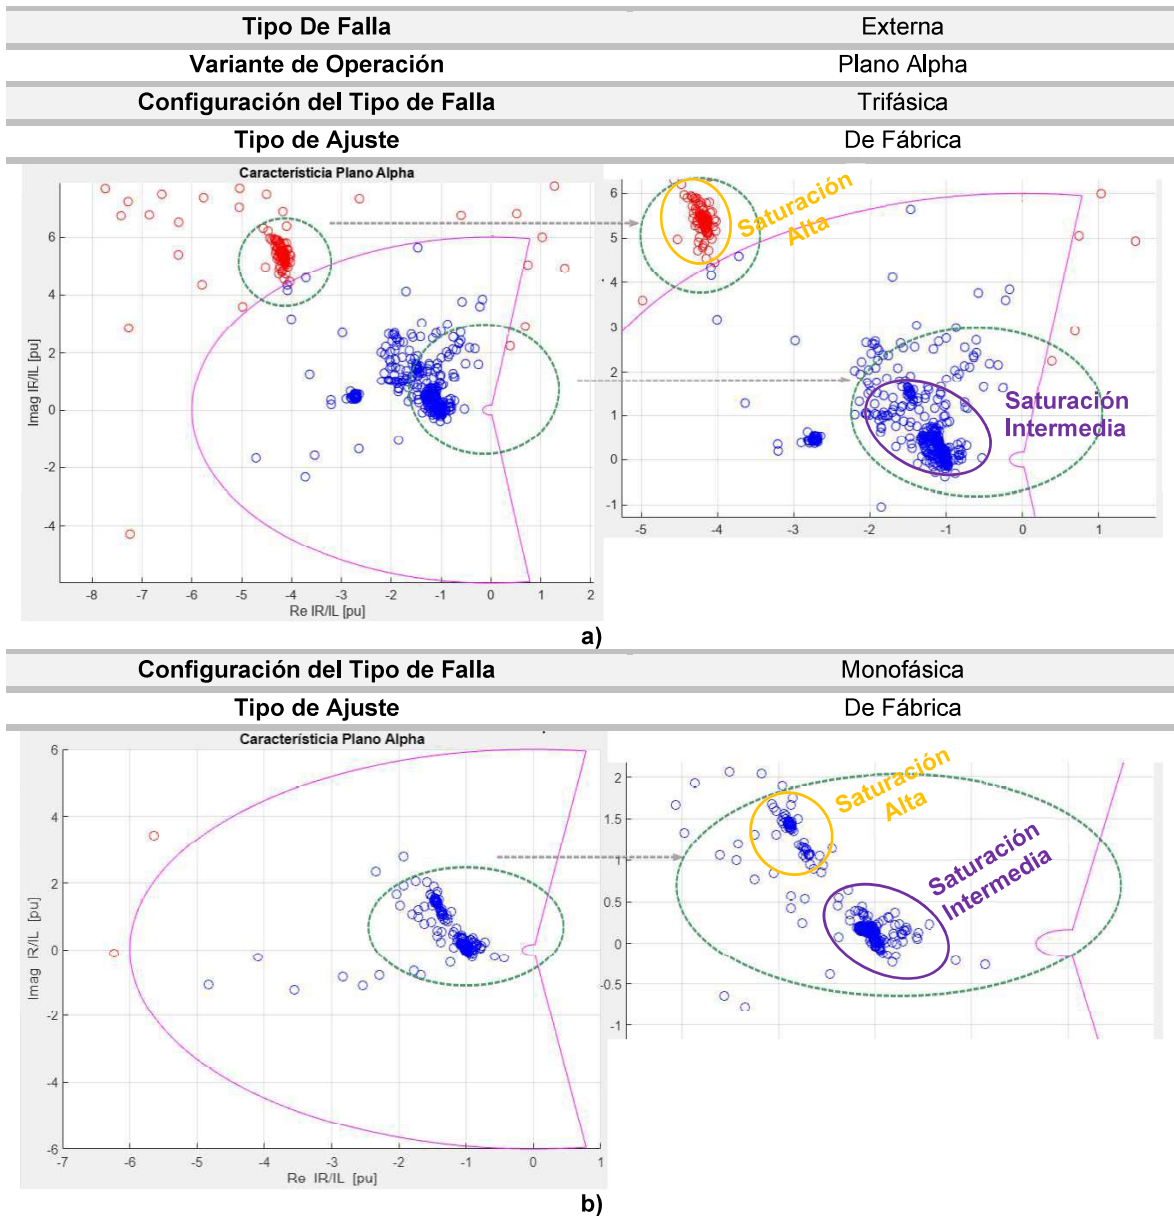 Tipo De Falla Externa
Variante de Operación Plano Alpha
Configuración del Tipo de Falla Trifásica
Tipo de Ajuste De Fábrica
Característicia Plano Alpha
Imag IR/IL [pu]
6
4
2
0
-2
-4
-8 -7 -6 -5 -4 -3 -2 -1 0 1 2
Re IR/IL [pu]
6
5
4
3
2
1
0
-1
-5 -4 -3 -2 -1 0 1
Saturación
Alta
Saturación
Intermedia
a)
Configuración del Tipo de Falla Monofásica
Tipo de Ajuste De Fábrica
Característicia Plano Alpha
Imag IR/IL [pu]
6
4
2
0
-2
-4
-6
-7 -6 -5 -4 -3 -2 -1 0 1
Re IR/IL [pu]
2
1.5
1
0.5
0
-0.5
-1
Saturación
Alta
Saturación
Intermedia
b)